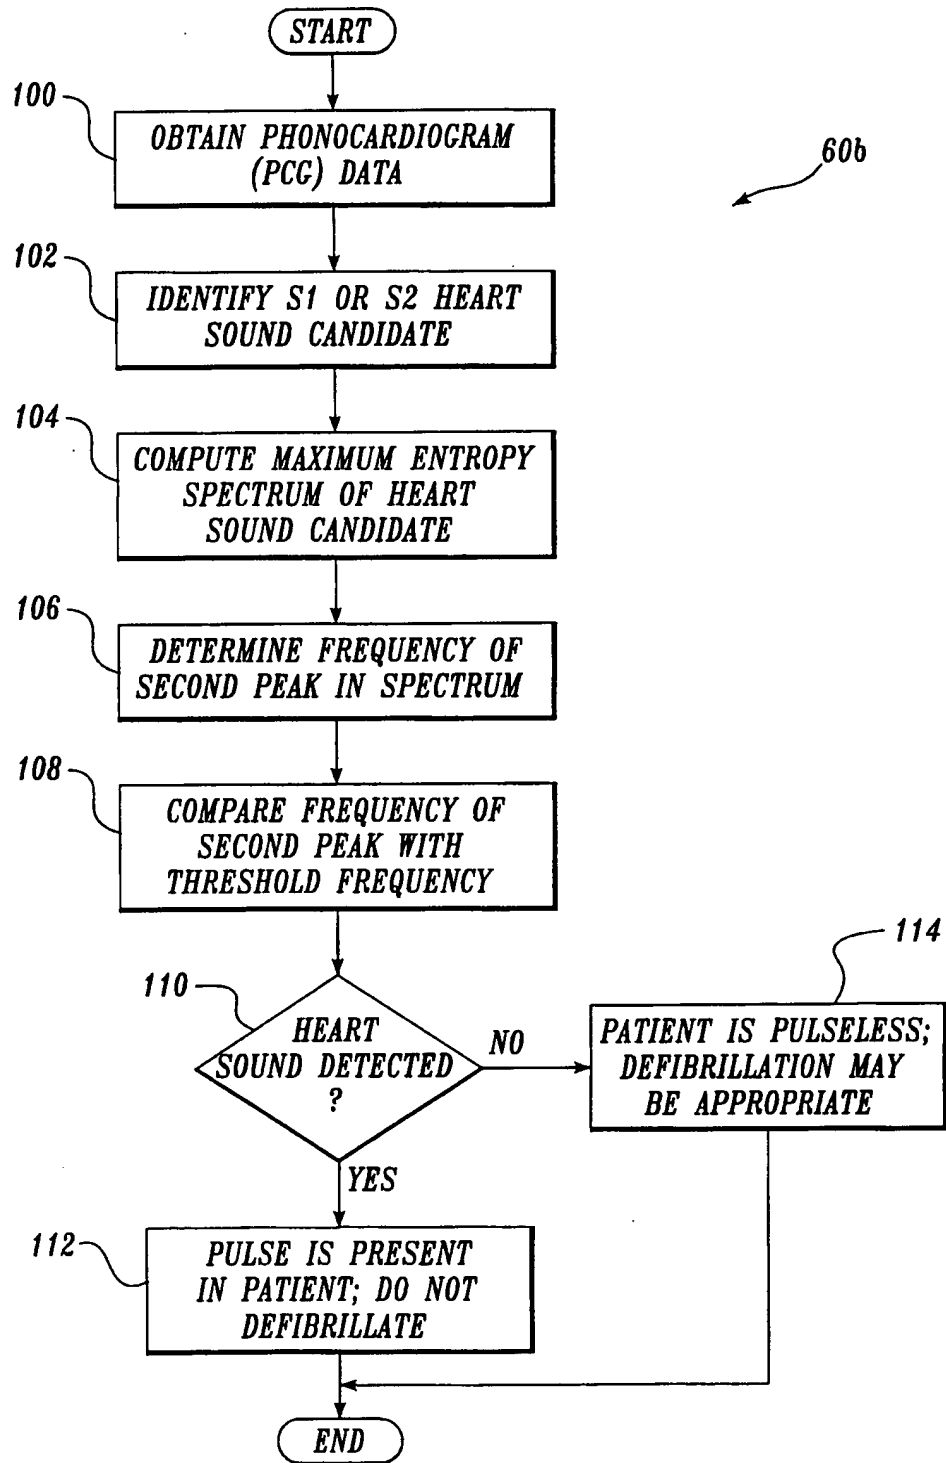 START
100
OBTAIN PHONOCARDIOGRAM
(PCG) DATA
60b
102
IDENTIFY S1 OR S2 HEART
SOUND CANDIDATE
104
COMPUTE MAXIMUM ENTROPY
SPECTRUM OF HEART
SOUND CANDIDATE
106
DETERMINE FREQUENCY OF
SECOND PEAK IN SPECTRUM
108
COMPARE FREQUENCY OF
SECOND PEAK WITH
THRESHOLD FREQUENCY
110
HEART
SOUND DETECTED
?
NO
114
PATIENT IS PULSELESS;
DEFIBRILLATION MAY
BE APPROPRIATE
YES
112
PULSE IS PRESENT
IN PATIENT; DO NOT
DEFIBRILLATE
END